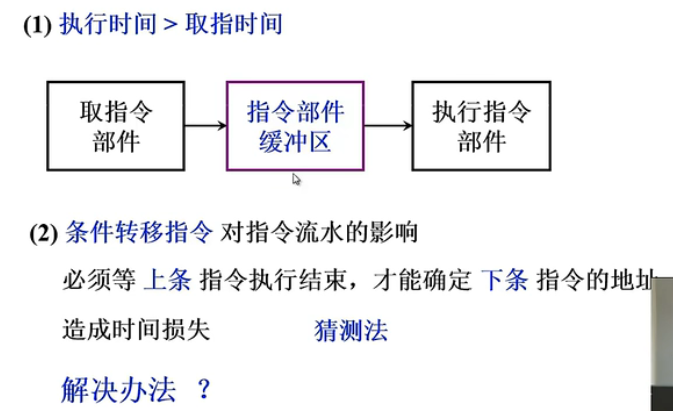 (1) 执行时间 > 取指时间
取指令
部件
指令部件
缓冲区
执行指令
部件
(2) 条件转移指令 对指令流水的影响
必须等 上条 指令执行结束，才能确定 下条 指令的地址
造成时间损失 猜测法
解决办法 ？